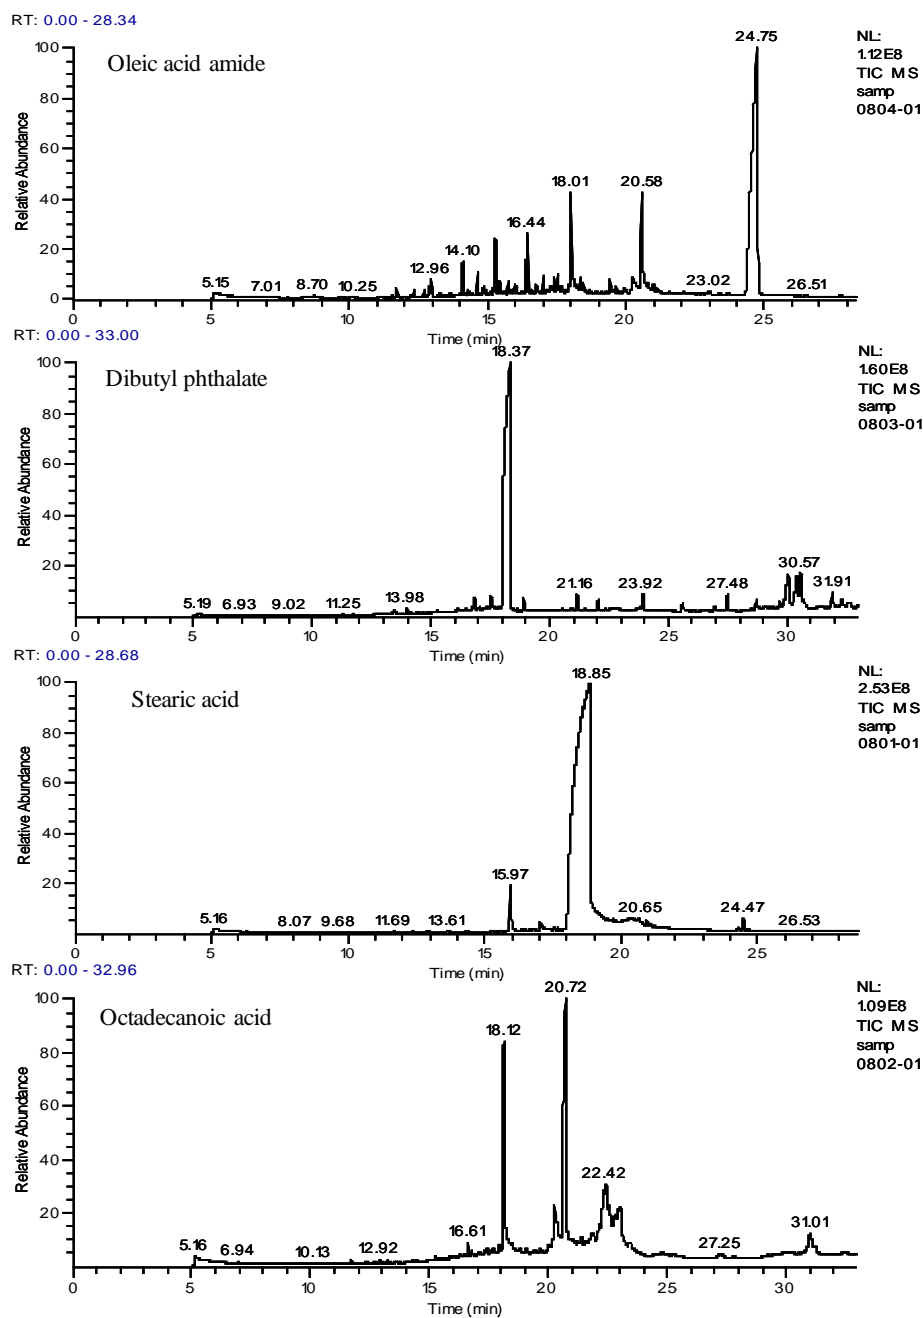 RT: 0.00 - 28.34
Oleic acid amide
24.75
NL:
1.12E8
TIC MS
samp
0804-01
Relative Abundance
100
80
60
40
20
0
18.01
20.58
16.44
14.10
12.96
5.15
7.01
8.70
10.25
23.02
26.51
0 5 10 15 20 25
Time (min)
RT: 0.00 - 33.00
Dibutyl phthalate
18.37
NL:
1.60E8
TIC MS
samp
0803-01
Relative Abundance
100
80
60
40
20
30.57
21.16
23.92
27.48
31.91
5.19
6.93
9.02
11.25
13.98
0 5 10 15 20 25 30
Time (min)
RT: 0.00 - 28.68
Stearic acid
18.85
NL:
2.53E8
TIC MS
samp
0801-01
Relative Abundance
100
80
60
40
20
15.97
5.16
8.07
9.68
11.69
13.61
20.65
24.47
26.53
0 5 10 15 20 25
Time (min)
RT: 0.00 - 32.96
Octadecanoic acid
20.72
18.12
NL:
1.09E8
TIC MS
samp
0802-01
Relative Abundance
100
80
60
40
20
22.42
16.61
5.16
6.94
10.13
12.92
27.25
31.01
0 5 10 15 20 25 30
Time (min)